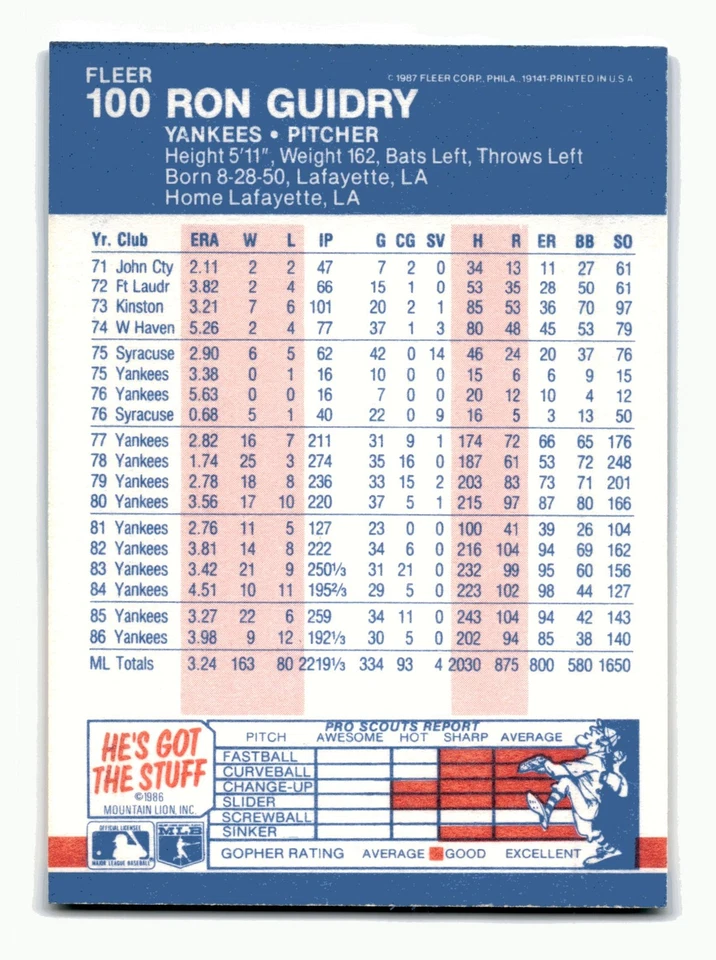 FLEER
© 1987 FLEER CORP., PHILA., 19141-PRINTED IN U S A
100 RON GUIDRY
YANKEES • PITCHER
Height 5'11", Weight 162, Bats Left, Throws Left
Born 8-28-50, Lafayette, LA
Home Lafayette, LA
Yr. Club ERA W L IP G CG SV H R ER BB SO
71 John Cty 2.11 2 2 47 7 2 0 34 13 11 27 61
72 Ft Laudr 3.82 2 4 66 15 1 0 53 35 28 50 61
73 Kinston 3.21 7 6 101 20 2 1 85 53 36 70 97
74 W Haven 5.26 2 4 77 37 1 3 80 48 45 53 79
75 Syracuse 2.90 6 5 62 42 0 14 46 24 20 37 76
75 Yankees 3.38 0 1 16 10 0 0 15 6 6 9 15
76 Yankees 5.63 0 0 16 7 0 0 20 12 10 4 12
76 Syracuse 0.68 5 1 40 22 0 9 16 5 3 13 50
77 Yankees 2.82 16 7 211 31 9 1 174 72 66 65 176
78 Yankees 1.74 25 3 274 35 16 0 187 61 53 72 248
79 Yankees 2.78 18 8 236 33 15 2 203 83 73 71 201
80 Yankees 3.56 17 10 220 37 5 1 215 97 87 80 166
81 Yankees 2.76 11 5 127 23 0 0 100 41 39 26 104
82 Yankees 3.81 14 8 222 34 6 0 216 104 94 69 162
83 Yankees 3.42 21 9 250⅓ 31 21 0 232 99 95 60 156
84 Yankees 4.51 10 11 195⅔ 29 5 0 223 102 98 44 127
85 Yankees 3.27 22 6 259 34 11 0 243 104 94 42 143
86 Yankees 3.98 9 12 192⅓ 30 5 0 202 94 85 38 140
ML Totals 3.24 163 80 2219⅓ 334 93 4 2030 875 800 580 1650
HE'S GOT
THE STUFF
©1986
MOUNTAIN LION, INC.
OFFICIAL LICENSEE
MAJOR LEAGUE BASEBALL
MLB
PRO SCOUTS REPORT
PITCH AWESOME HOT SHARP AVERAGE
FASTBALL
CURVEBALL
CHANGE-UP
SLIDER
SCREWBALL
SINKER
GOPHER RATING AVERAGE GOOD EXCELLENT